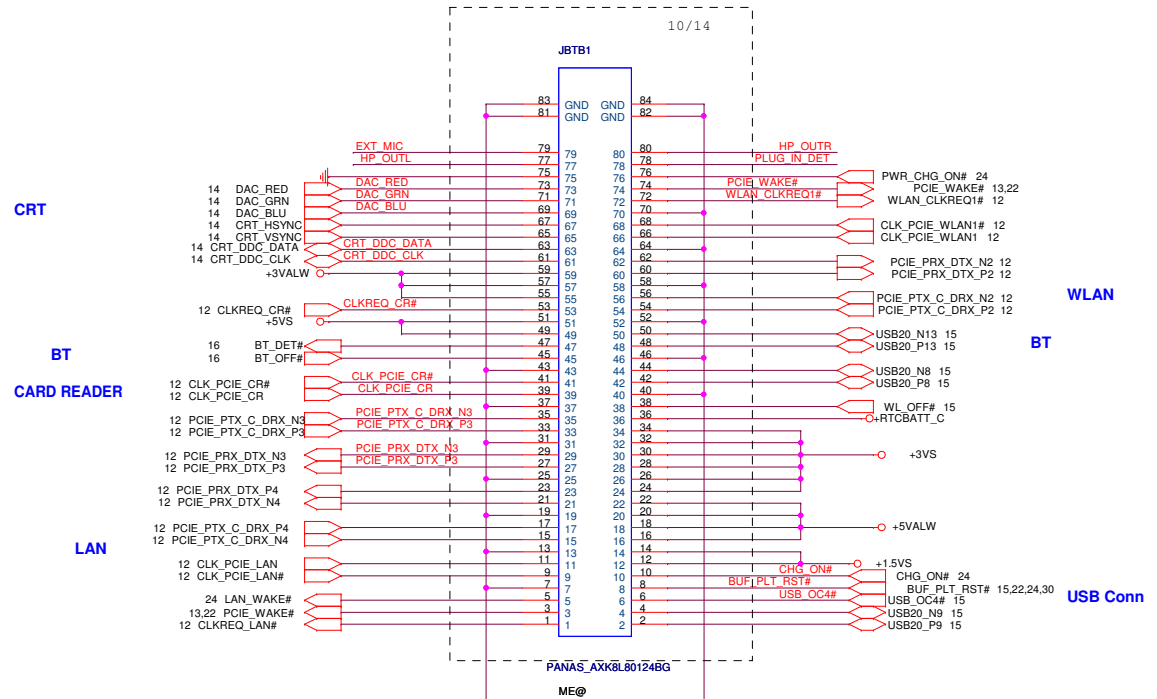 10/14
JBTB1
83 GND GND 84
81 GND GND 82
EXT_MIC 79 79 80 80 HP_OUTR
HP_OUTL 77 77 78 78 PLUG_IN_DET
75 75 76 76 PWR_CHG_ON# 24
14 DAC_RED DAC_RED 73 73 74 74 PCIE_WAKE# PCIE_WAKE# 13,22
14 DAC_GRN DAC_GRN 71 71 72 72 WLAN_CLKREQ1# WLAN_CLKREQ1# 12
CRT
14 DAC_BLU DAC_BLU 69 69 70 70
14 CRT_HSYNC 67 67 68 68 CLK_PCIE_WLAN1# 12
14 CRT_VSYNC 65 65 66 66 CLK_PCIE_WLAN1 12
14 CRT_DDC_DATA CRT_DDC_DATA 63 63 64 64
14 CRT_DDC_CLK CRT_DDC_CLK 61 61 62 62 PCIE_PRX_DTX_N2 12
+3VALW 59 59 60 60 PCIE_PRX_DTX_P2 12
57 57 58 58
WLAN
55 55 56 56 PCIE_PTX_C_DRX_N2 12
12 CLKREQ_CR# CLKREQ_CR# 53 53 54 54 PCIE_PTX_C_DRX_P2 12
+5VS 51 51 52 52
49 49 50 50 USB20_N13 15
16 BT_DET# 47 47 48 48 USB20_P13 15
BT BT
16 BT_OFF# 45 45 46 46
43 43 44 44 USB20_N8 15
12 CLK_PCIE_CR# CLK_PCIE_CR# 41 41 42 42 USB20_P8 15
CARD READER
12 CLK_PCIE_CR CLK_PCIE_CR 39 39 40 40
37 37 38 38 WL_OFF# 15
12 PCIE_PTX_C_DRX_N3 PCIE_PTX_C_DRX_N3 35 35 36 36 +RTCBATT_C
12 PCIE_PTX_C_DRX_P3 PCIE_PTX_C_DRX_P3 33 33 34 34
31 31 32 32
12 PCIE_PRX_DTX_N3 PCIE_PRX_DTX_N3 29 29 30 30 +3VS
12 PCIE_PRX_DTX_P3 PCIE_PRX_DTX_P3 27 27 28 28
25 25 26 26
12 PCIE_PRX_DTX_P4 23 23 24 24
12 PCIE_PRX_DTX_N4 21 21 22 22
19 19 20 20
12 PCIE_PTX_C_DRX_P4 17 17 18 18 +5VALW
12 PCIE_PTX_C_DRX_N4 15 15 16 16
LAN
13 13 14 14
12 CLK_PCIE_LAN 11 11 12 12 +1.5VS
12 CLK_PCIE_LAN# 9 9 10 10 CHG_ON# CHG_ON# 24
7 7 8 8 BUF_PLT_RST# BUF_PLT_RST# 15,22,24,30
24 LAN_WAKE# 5 5 6 6 USB_OC4# USB_OC4# 15
USB Conn
13,22 PCIE_WAKE# 3 3 4 4 USB20_N9 15
12 CLKREQ_LAN# 1 1 2 2 USB20_P9 15
PANAS_AXK8L80124BG
ME@